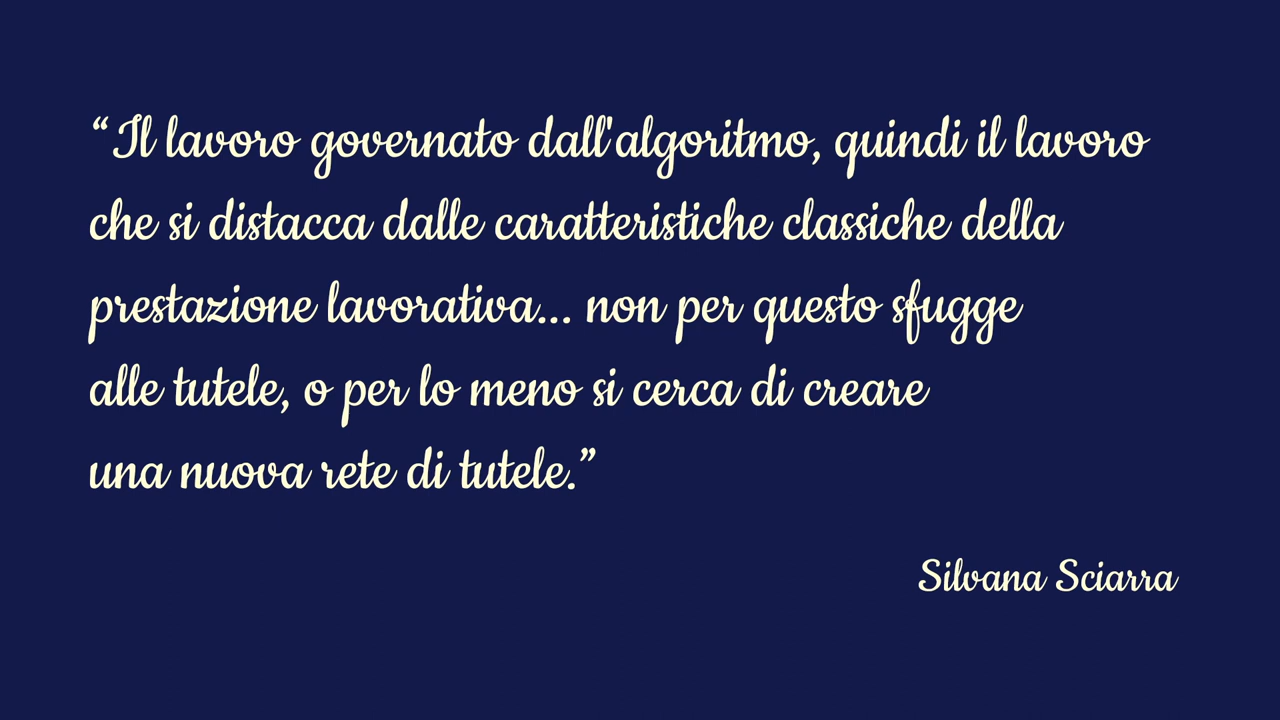 “Il lavoro governato dall'algoritmo, quindi il lavoro
che si distacca dalle caratteristiche classiche della
prestazione lavorativa... non per questo sfugge
alle tutele, o per lo meno si cerca di creare
una nuova rete di tutele.”
Silvana Sciarra